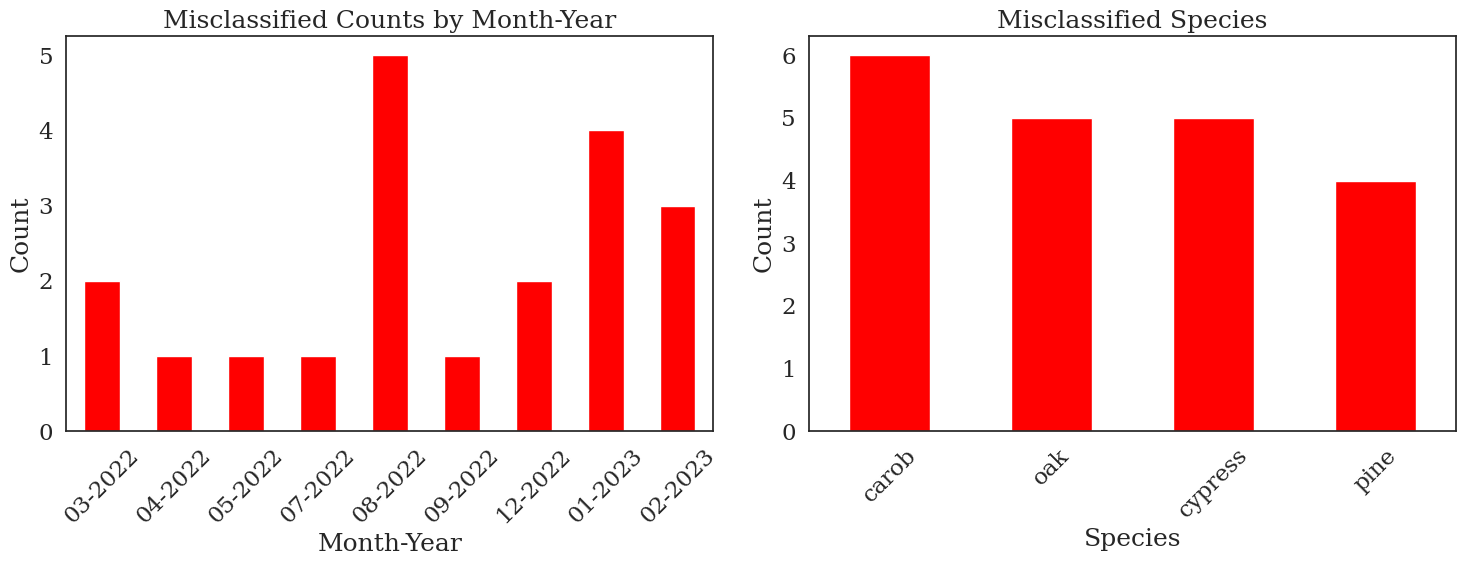 Misclassified Counts by Month-Year
Count
5
4
3
2
1
0
03-2022
04-2022
05-2022
07-2022
08-2022
09-2022
12-2022
01-2023
02-2023
Month-Year
Misclassified Species
Count
6
5
4
3
2
1
0
carob
oak
cypress
pine
Species